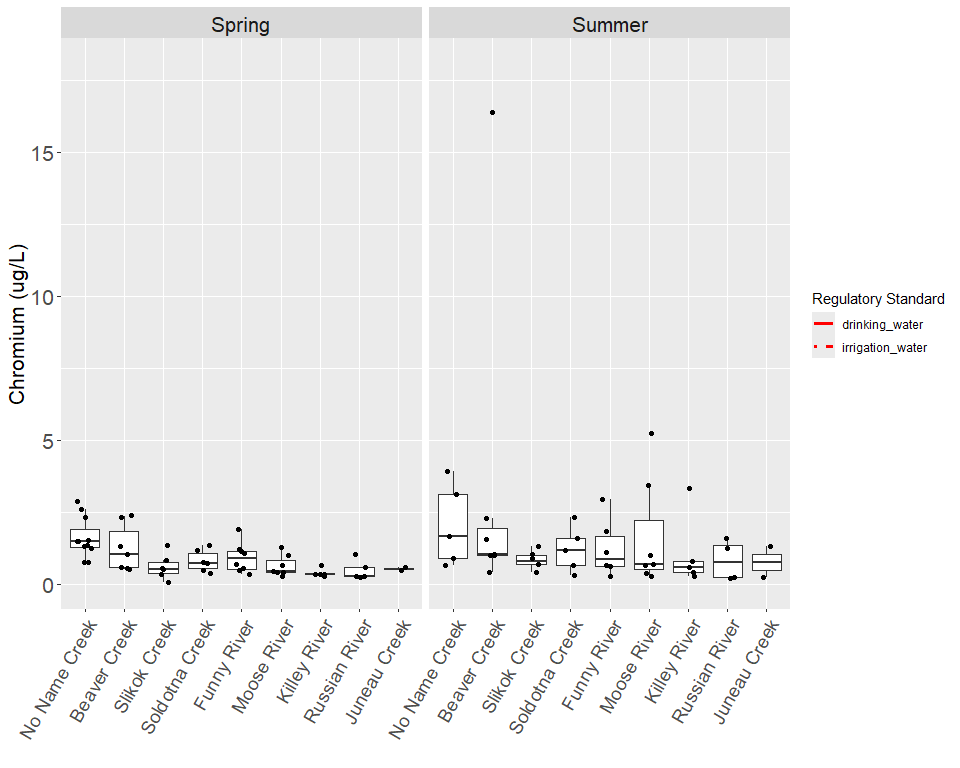 Spring
Summer
Chromium (ug/L)
15
10
5
0
No Name Creek
Beaver Creek
Slikok Creek
Soldotna Creek
Funny River
Moose River
Killey River
Russian River
Juneau Creek
No Name Creek
Beaver Creek
Slikok Creek
Soldotna Creek
Funny River
Moose River
Killey River
Russian River
Juneau Creek
Regulatory Standard
drinking_water
irrigation_water